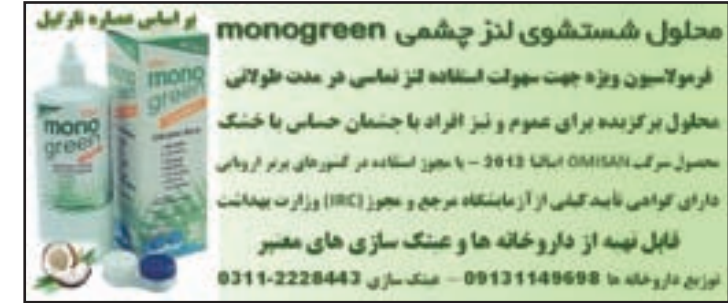 بر اساس عصاره نارگیل
محلول شستشوی لنز چشمی monogreen
فرمولاسیون ویژه جهت سهولت استفاده لنز تماسی در مدت طولانی
محلول برگزیده برای عموم و نیز افراد با چشمان حساس یا خشک
محصول شرکت OMISAN ایتالیا 2013 – با مجوز استفاده در کشورهای برتر اروپایی
دارای گواهی تأیید کیفی از آزمایشگاه مرجع و مجوز (IRC) وزارت بهداشت
قابل تهیه از داروخانه ها و عینک سازی های معتبر
توزیع داروخانه ها 09131149698 – عینک سازی 0311-2228443
mono
green
mono
green